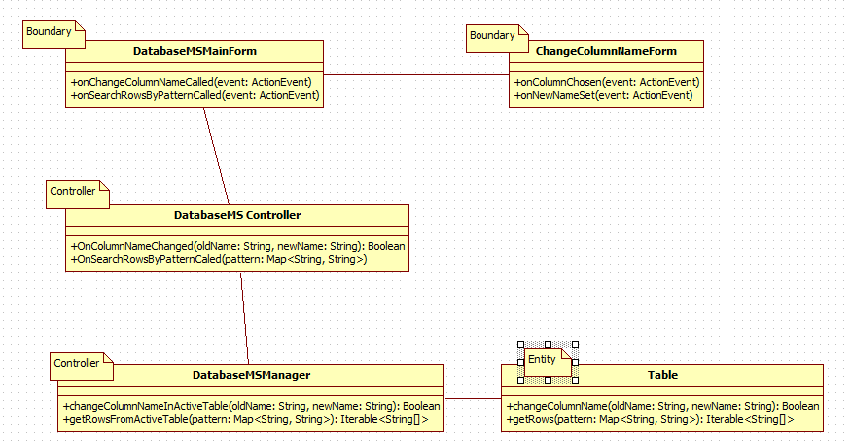 Boundary
DatabaseMSMainForm
+onChangeColumnNameCalled(event: ActionEvent)
+onSearchRowsByPatternCalled(event: ActionEvent)
Boundary
ChangeColumnNameForm
+onColumnChosen(event: ActionEvent)
+onNewNameSet(event: ActionEvent)
Controller
DatabaseMS Controller
+OnColumnNameChanged(oldName: String, newName: String): Boolean
+OnSearchRowsByPatternCaled(pattern: Map<String, String>)
Controller
DatabaseMSManager
+changeColumnNameInActiveTable(oldName: String, newName: String): Boolean
+getRowsFromActiveTable(pattern: Map<String, String>): Iterable<String[]>
Entity
Table
+changeColumnName(oldName: String, newName: String): Boolean
+getRows(pattern: Map<String, String>): Iterable<String[]>